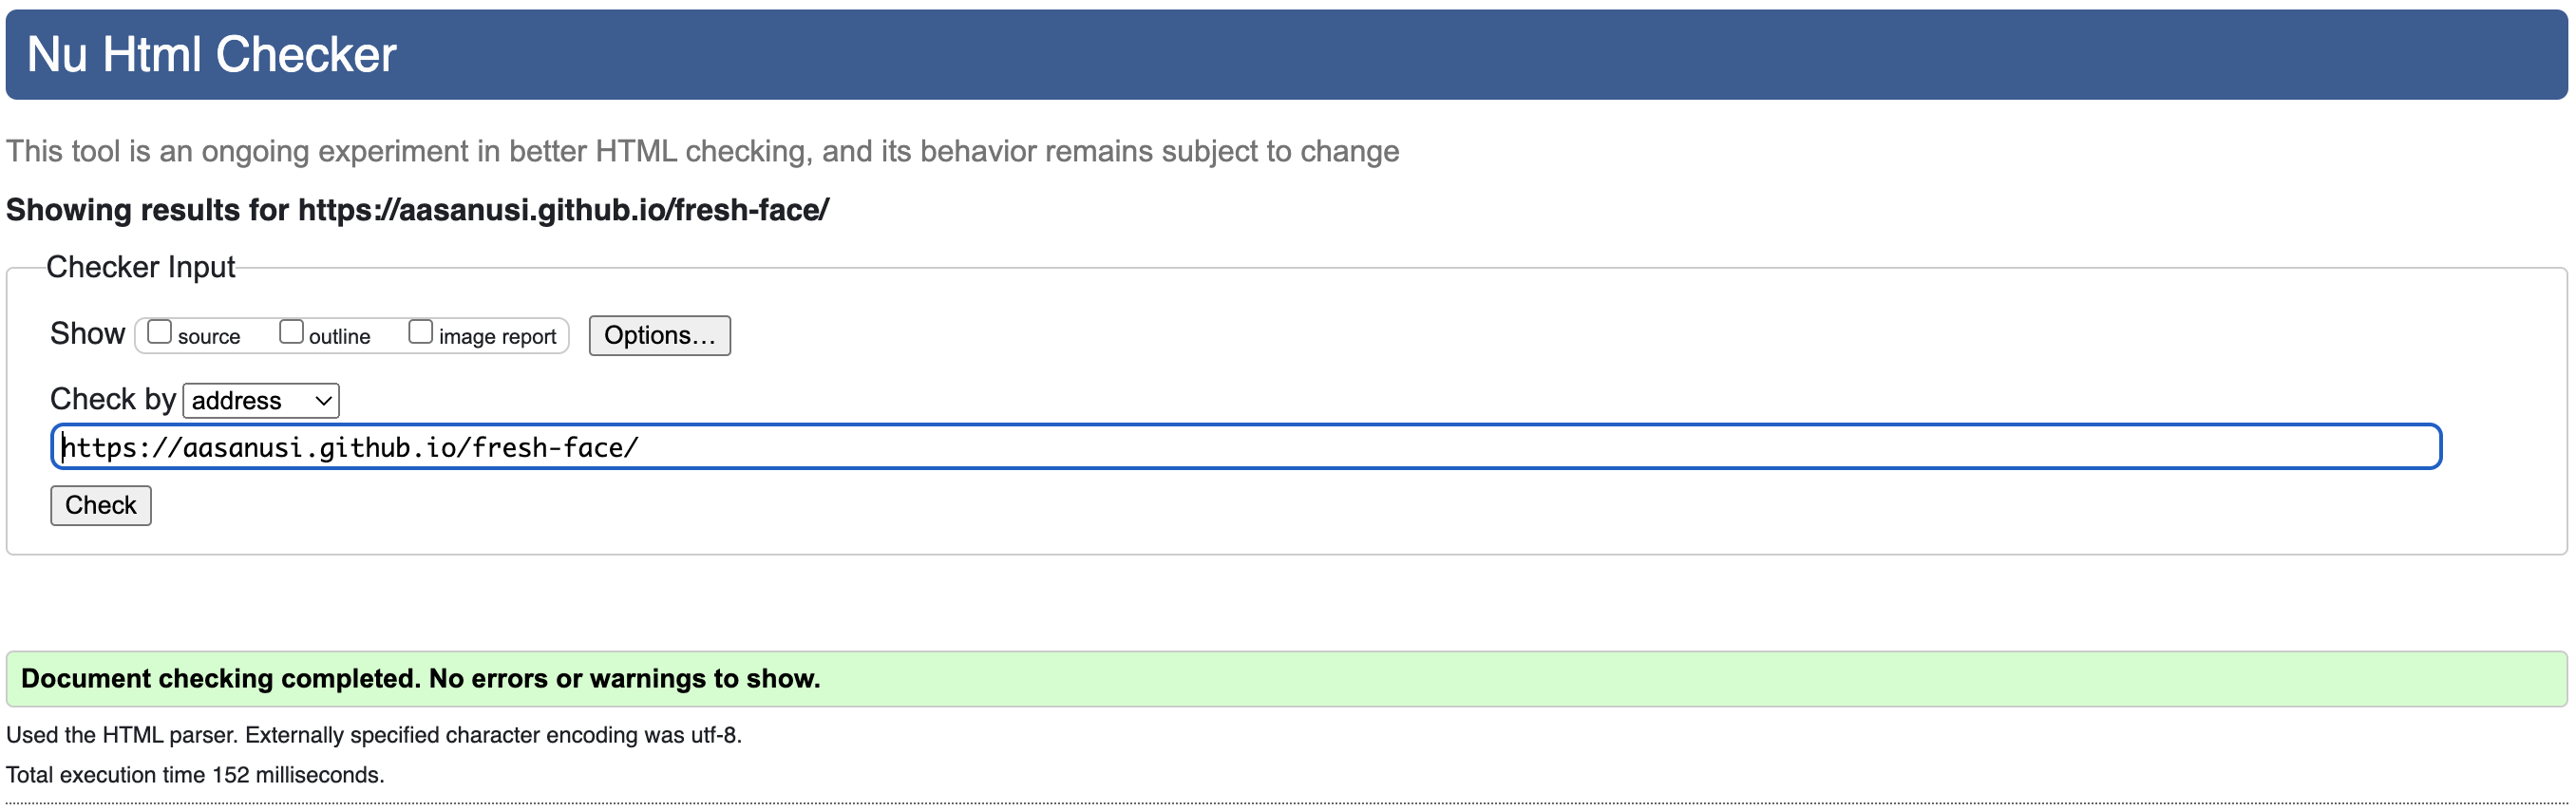 Nu Html Checker
This tool is an ongoing experiment in better HTML checking, and its behavior remains subject to change
Showing results for https://aasanusi.github.io/fresh-face/
Checker Input
Show source outline image report Options...
Check by address
https://aasanusi.github.io/fresh-face/
Check
Document checking completed. No errors or warnings to show.
Used the HTML parser. Externally specified character encoding was utf-8.
Total execution time 152 milliseconds.